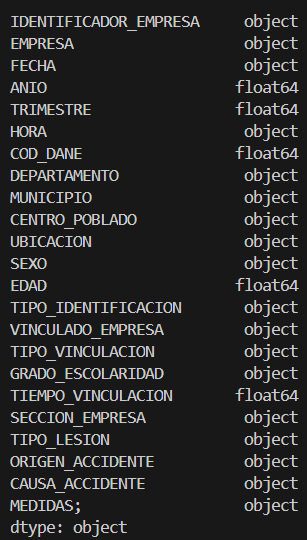 IDENTIFICADOR_EMPRESA object
EMPRESA object
FECHA object
ANIO float64
TRIMESTRE float64
HORA object
COD_DANE float64
DEPARTAMENTO object
MUNICIPIO object
CENTRO_POBLADO object
UBICACION object
SEXO object
EDAD float64
TIPO_IDENTIFICACION object
VINCULADO_EMPRESA object
TIPO_VINCULACION object
GRADO_ESCOLARIDAD object
TIEMPO_VINCULACION float64
SECCION_EMPRESA object
TIPO_LESION object
ORIGEN_ACCIDENTE object
CAUSA_ACCIDENTE object
MEDIDAS; object
dtype: object